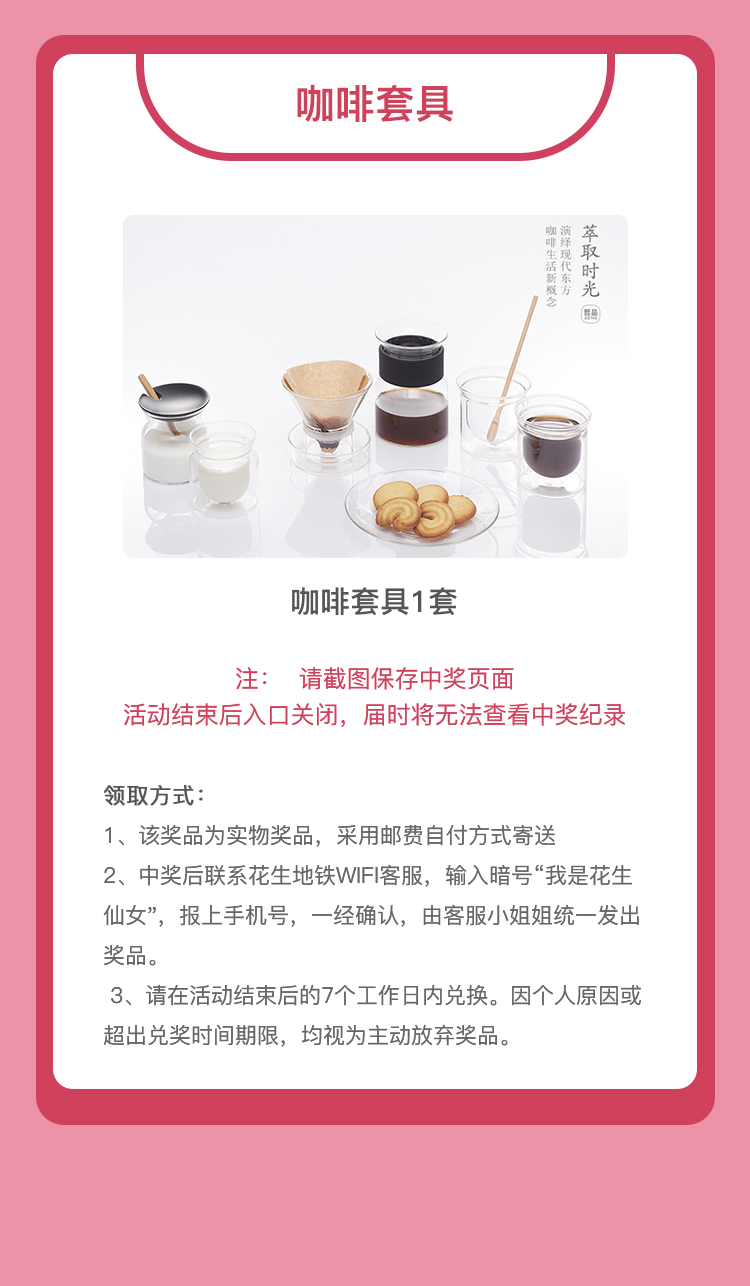 咖啡套具
萃取时光
演绎现代东方
咖啡生活新概念
咖啡套具1套
注： 请截图保存中奖页面
活动结束后入口关闭，届时将无法查看中奖纪录
领取方式：
1、该奖品为实物奖品，采用邮费自付方式寄送
2、中奖后联系花生地铁WIFI客服，输入暗号“我是花生
仙女”，报上手机号，一经确认，由客服小姐姐统一发出
奖品。
3、请在活动结束后的7个工作日内兑换。因个人原因或
超出兑奖时间期限，均视为主动放弃奖品。